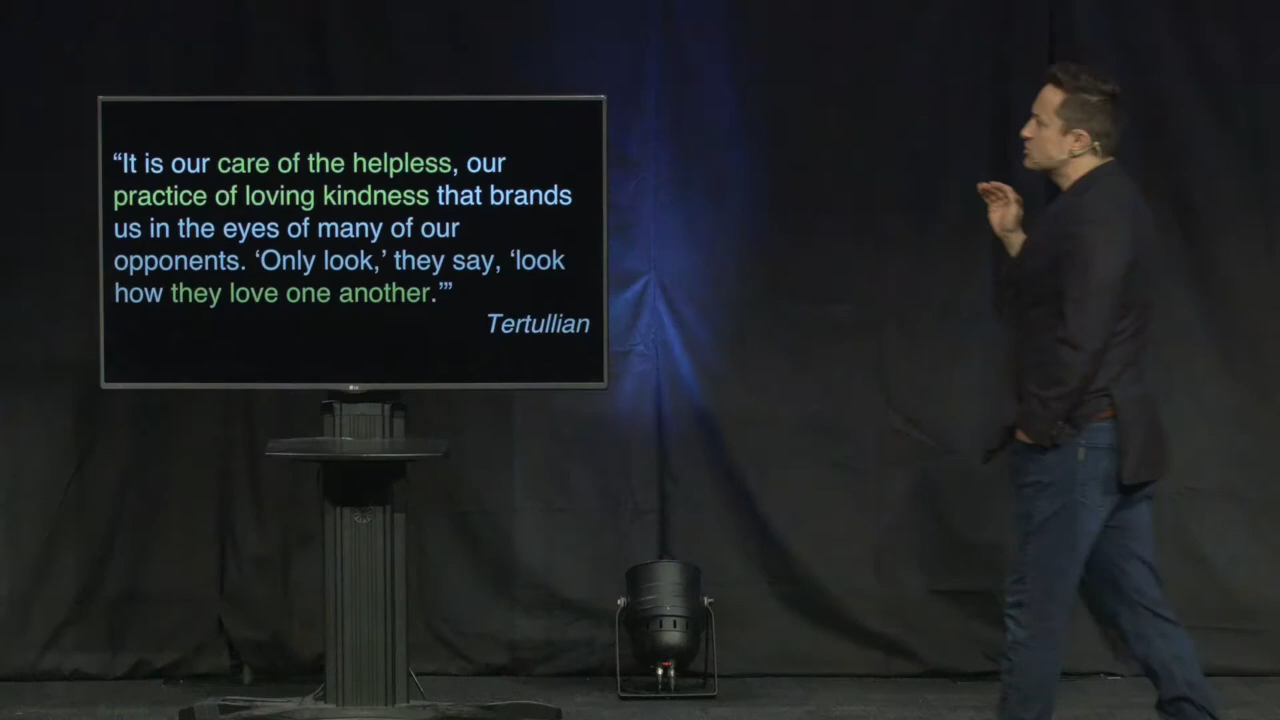 “It is our care of the helpless, our
practice of loving kindness that brands
us in the eyes of many of our
opponents. ‘Only look,’ they say, ‘look
how they love one another.’”
Tertullian
LG